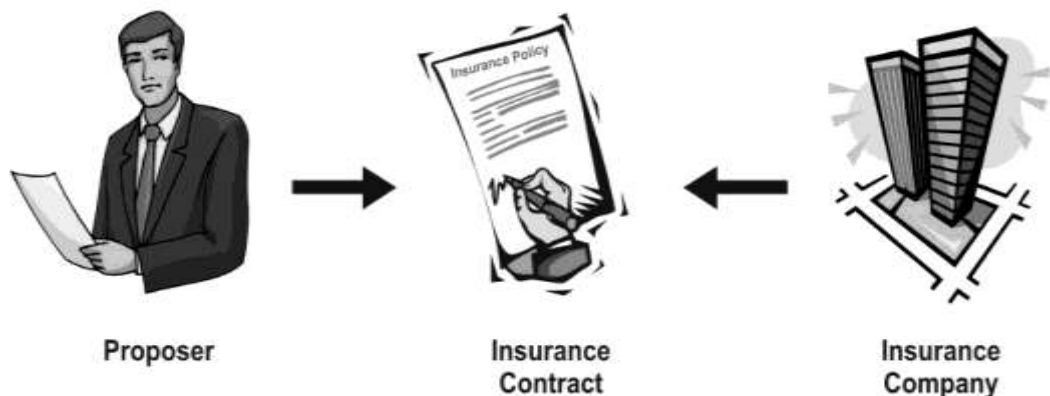 Insurance Policy
Proposer
Insurance
Contract
Insurance
Company